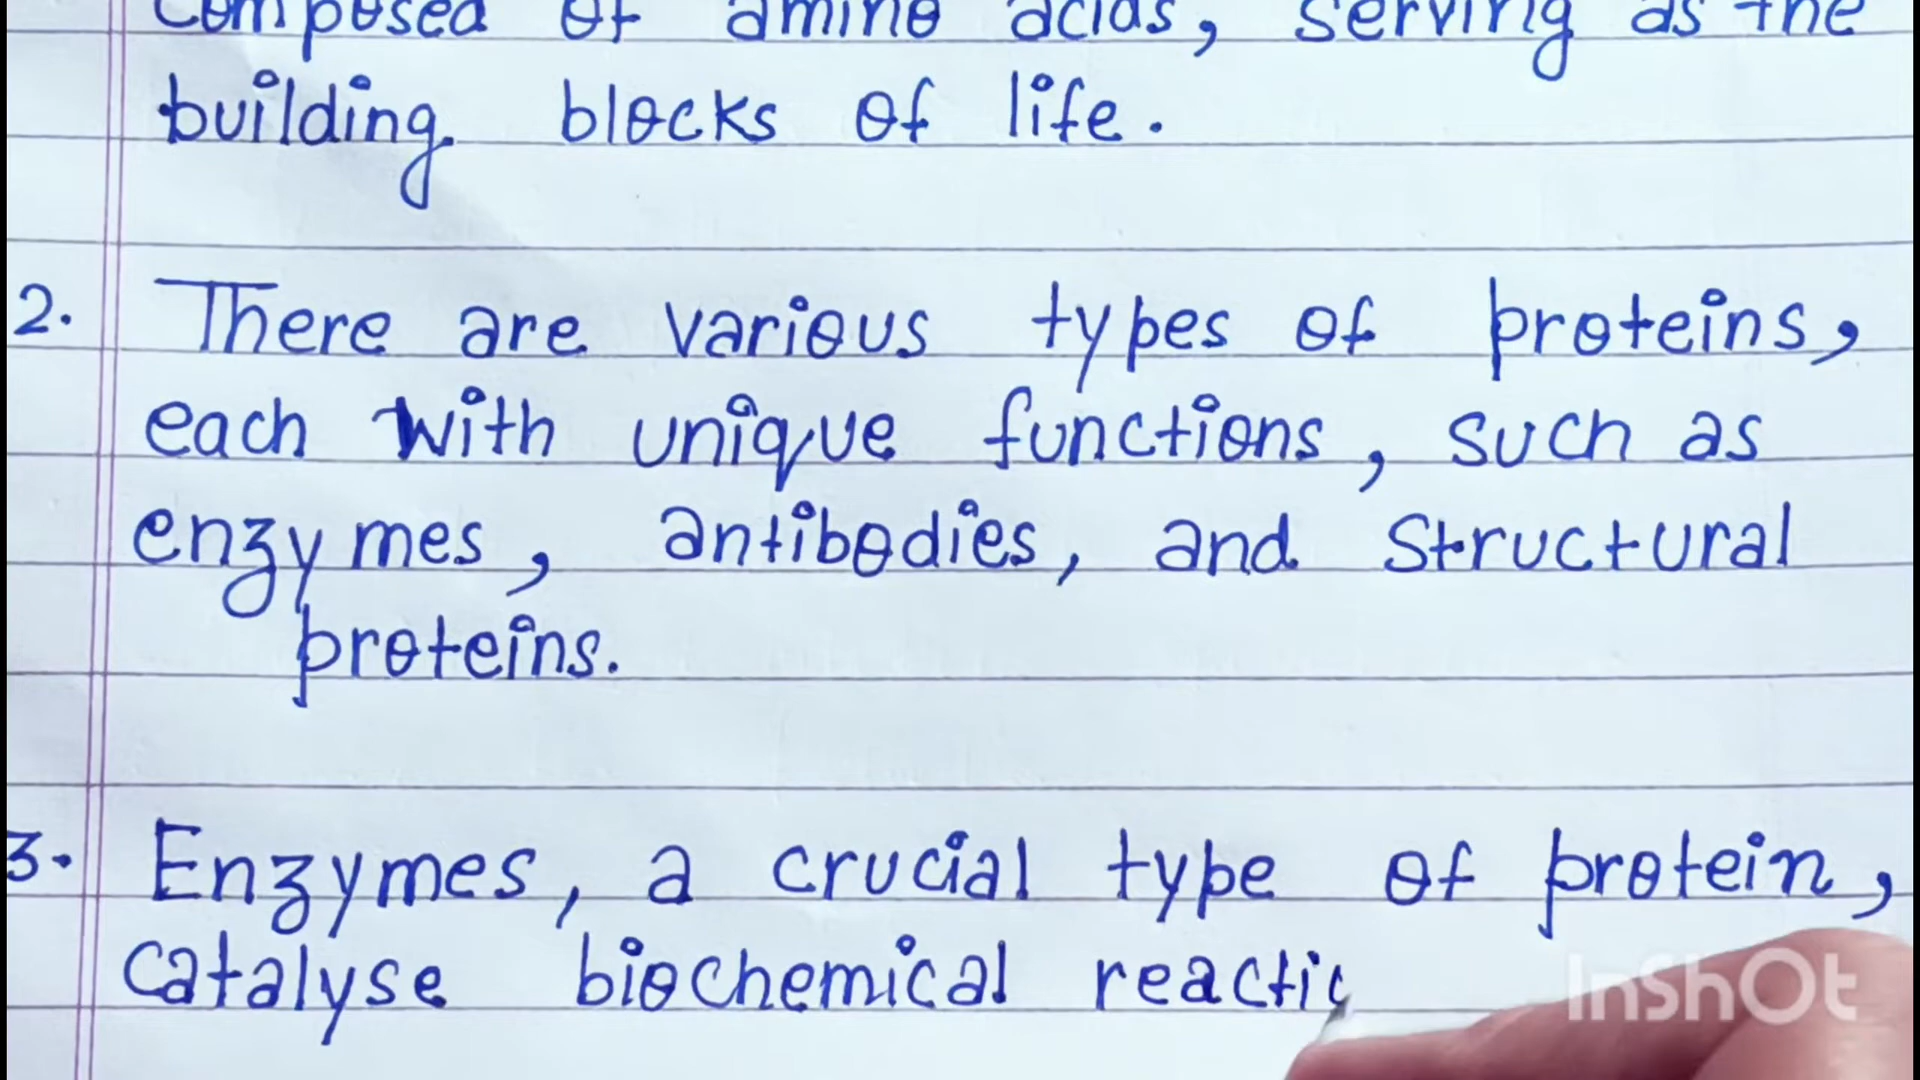 composed of amino acids, serving as the
building blocks of life.
2. There are various types of proteins,
each with unique functions, such as
enzymes, antibodies, and structural
proteins.
3. Enzymes, a crucial type of protein,
catalyse biochemical reactio
InShOt